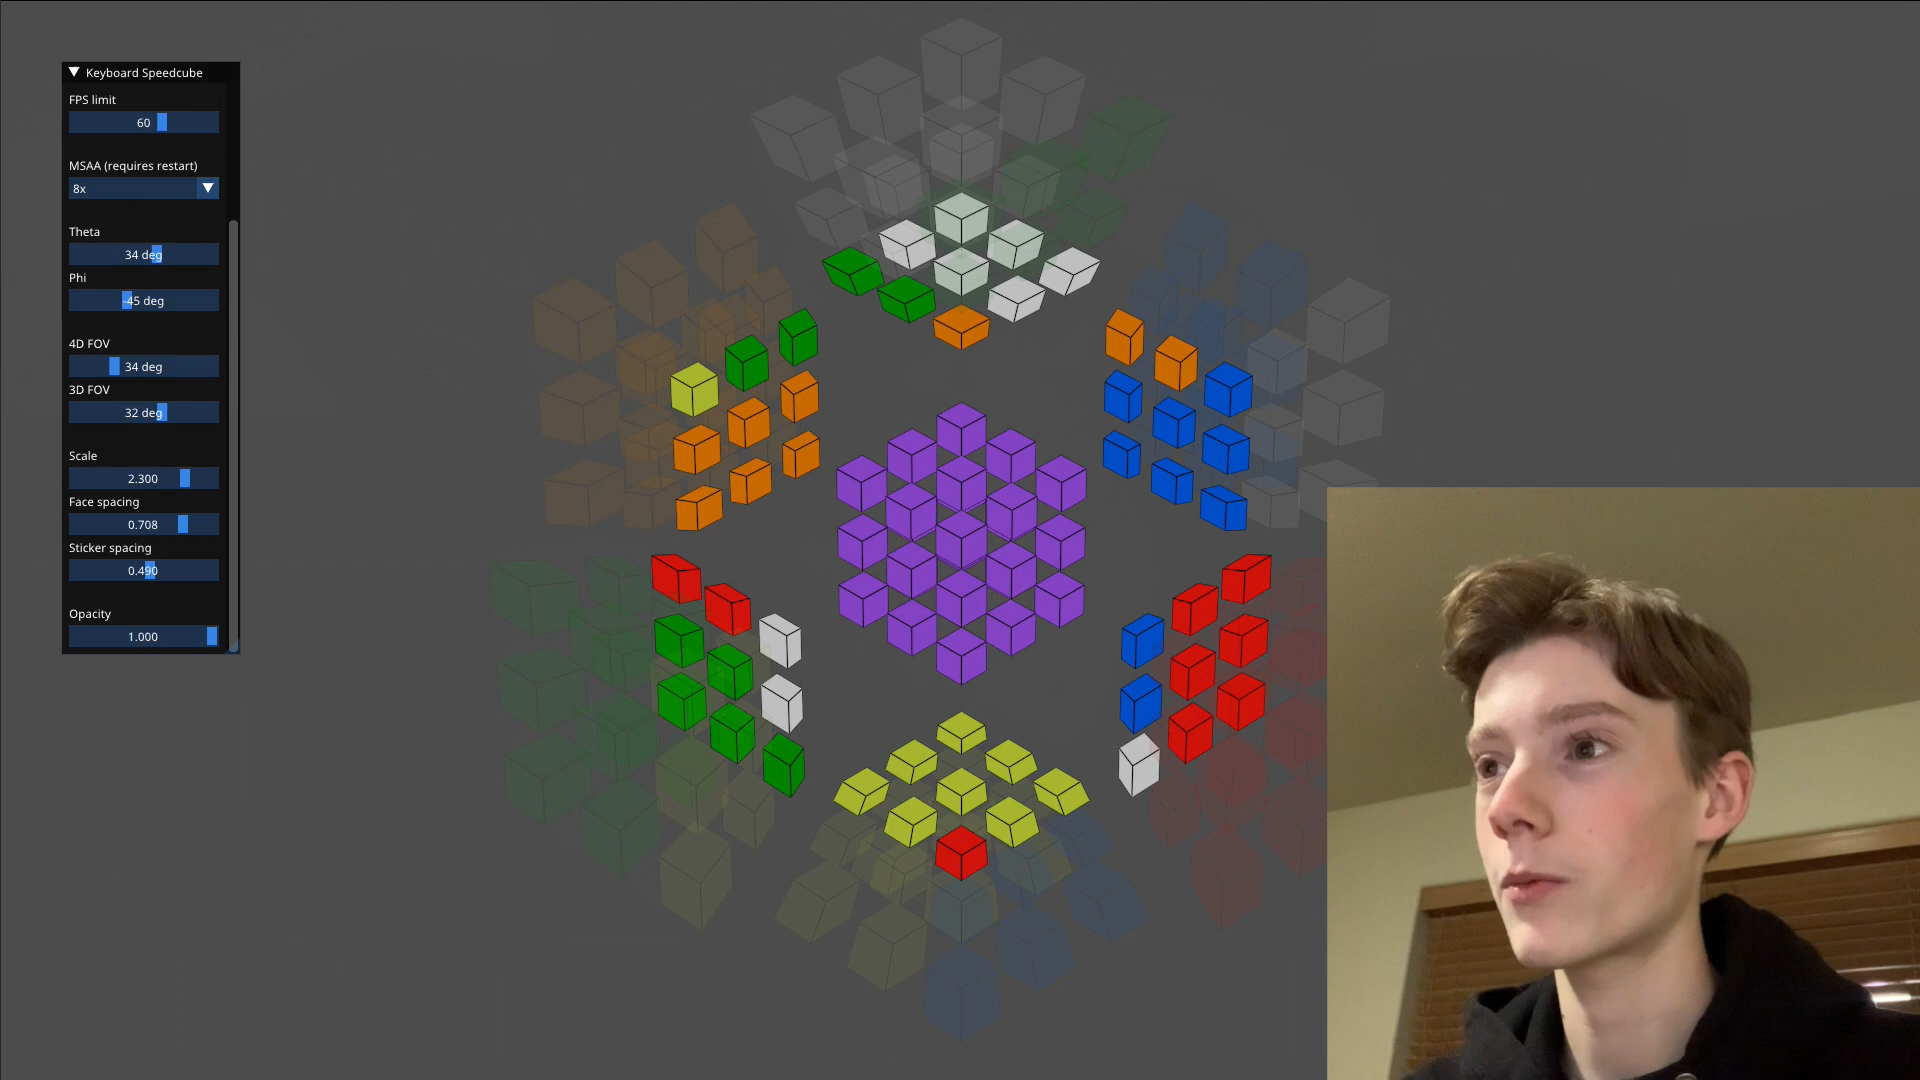 Keyboard Speedcube
FPS limit
60
MSAA (requires restart)
8x
Theta
34 deg
Phi
-45 deg
4D FOV
34 deg
3D FOV
32 deg
Scale
2.300
Face spacing
0.708
Sticker spacing
0.490
Opacity
1.000